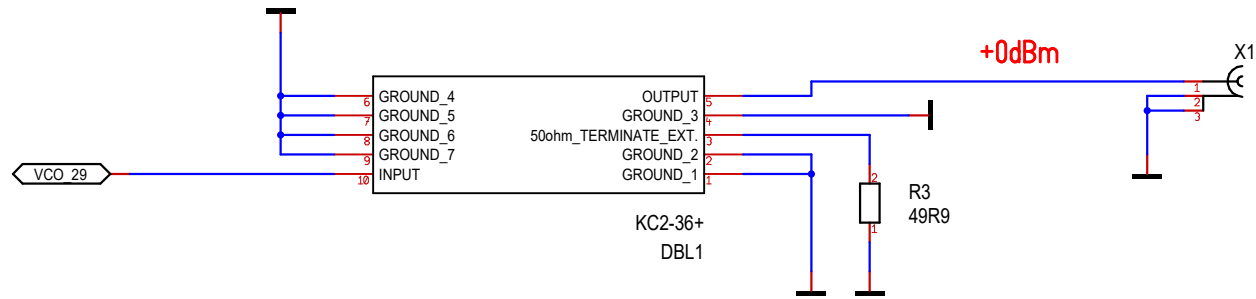 +0dBm
X1
GROUND_4
6
GROUND_5
7
GROUND_6
8
GROUND_7
9
INPUT
10
OUTPUT
5
GROUND_3
4
50ohm_TERMINATE_EXT.
3
GROUND_2
2
GROUND_1
1
1
2
3
VCO_29
2
R3
49R9
1
KC2-36+
DBL1